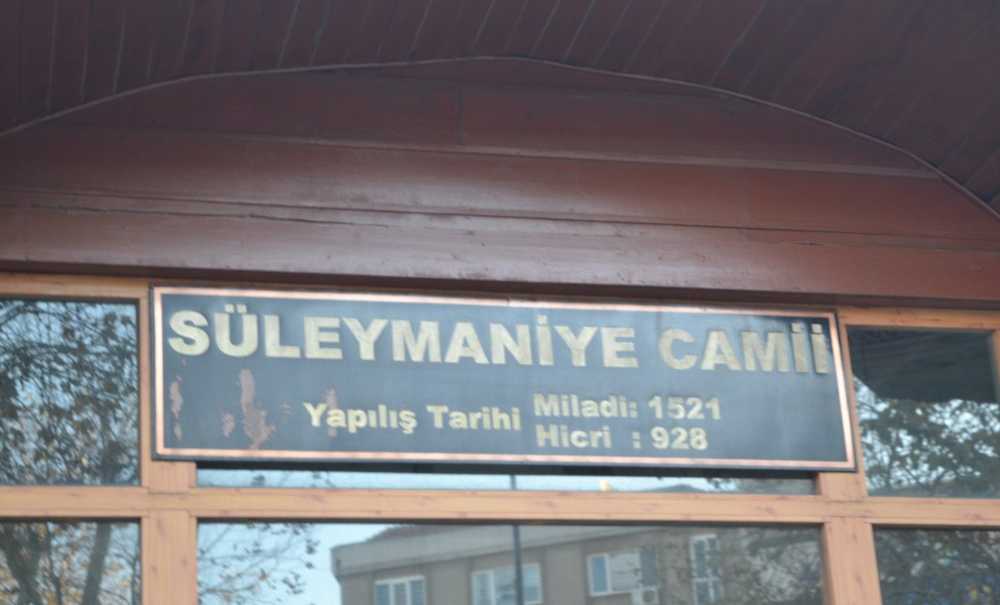 SÜLEYMANİYE CAMİİ
Yapılış Tarihi Miladi: 1521
Hicri : 928